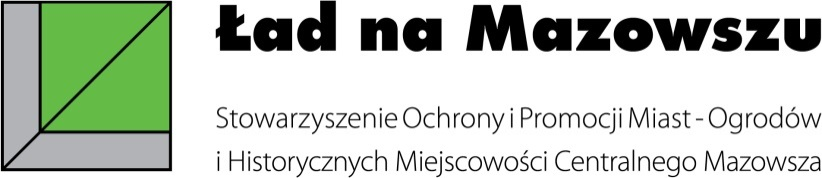 Ład na Mazowszu
Stowarzyszenie Ochrony i Promocji Miast - Ogrodów
i Historycznych Miejscowości Centralnego Mazowsza